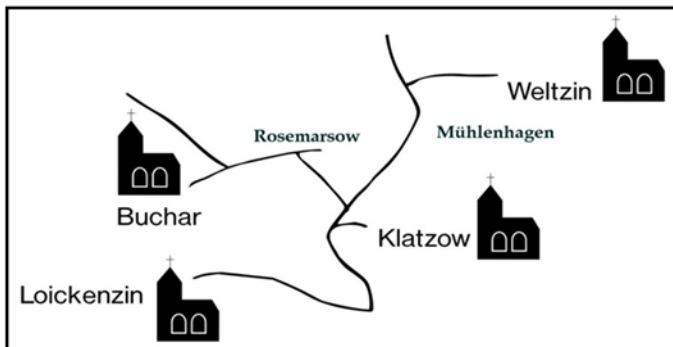 Weltzin
Rosemarsow
Mühlenhagen
Buchar
Klatzow
Loickenzin